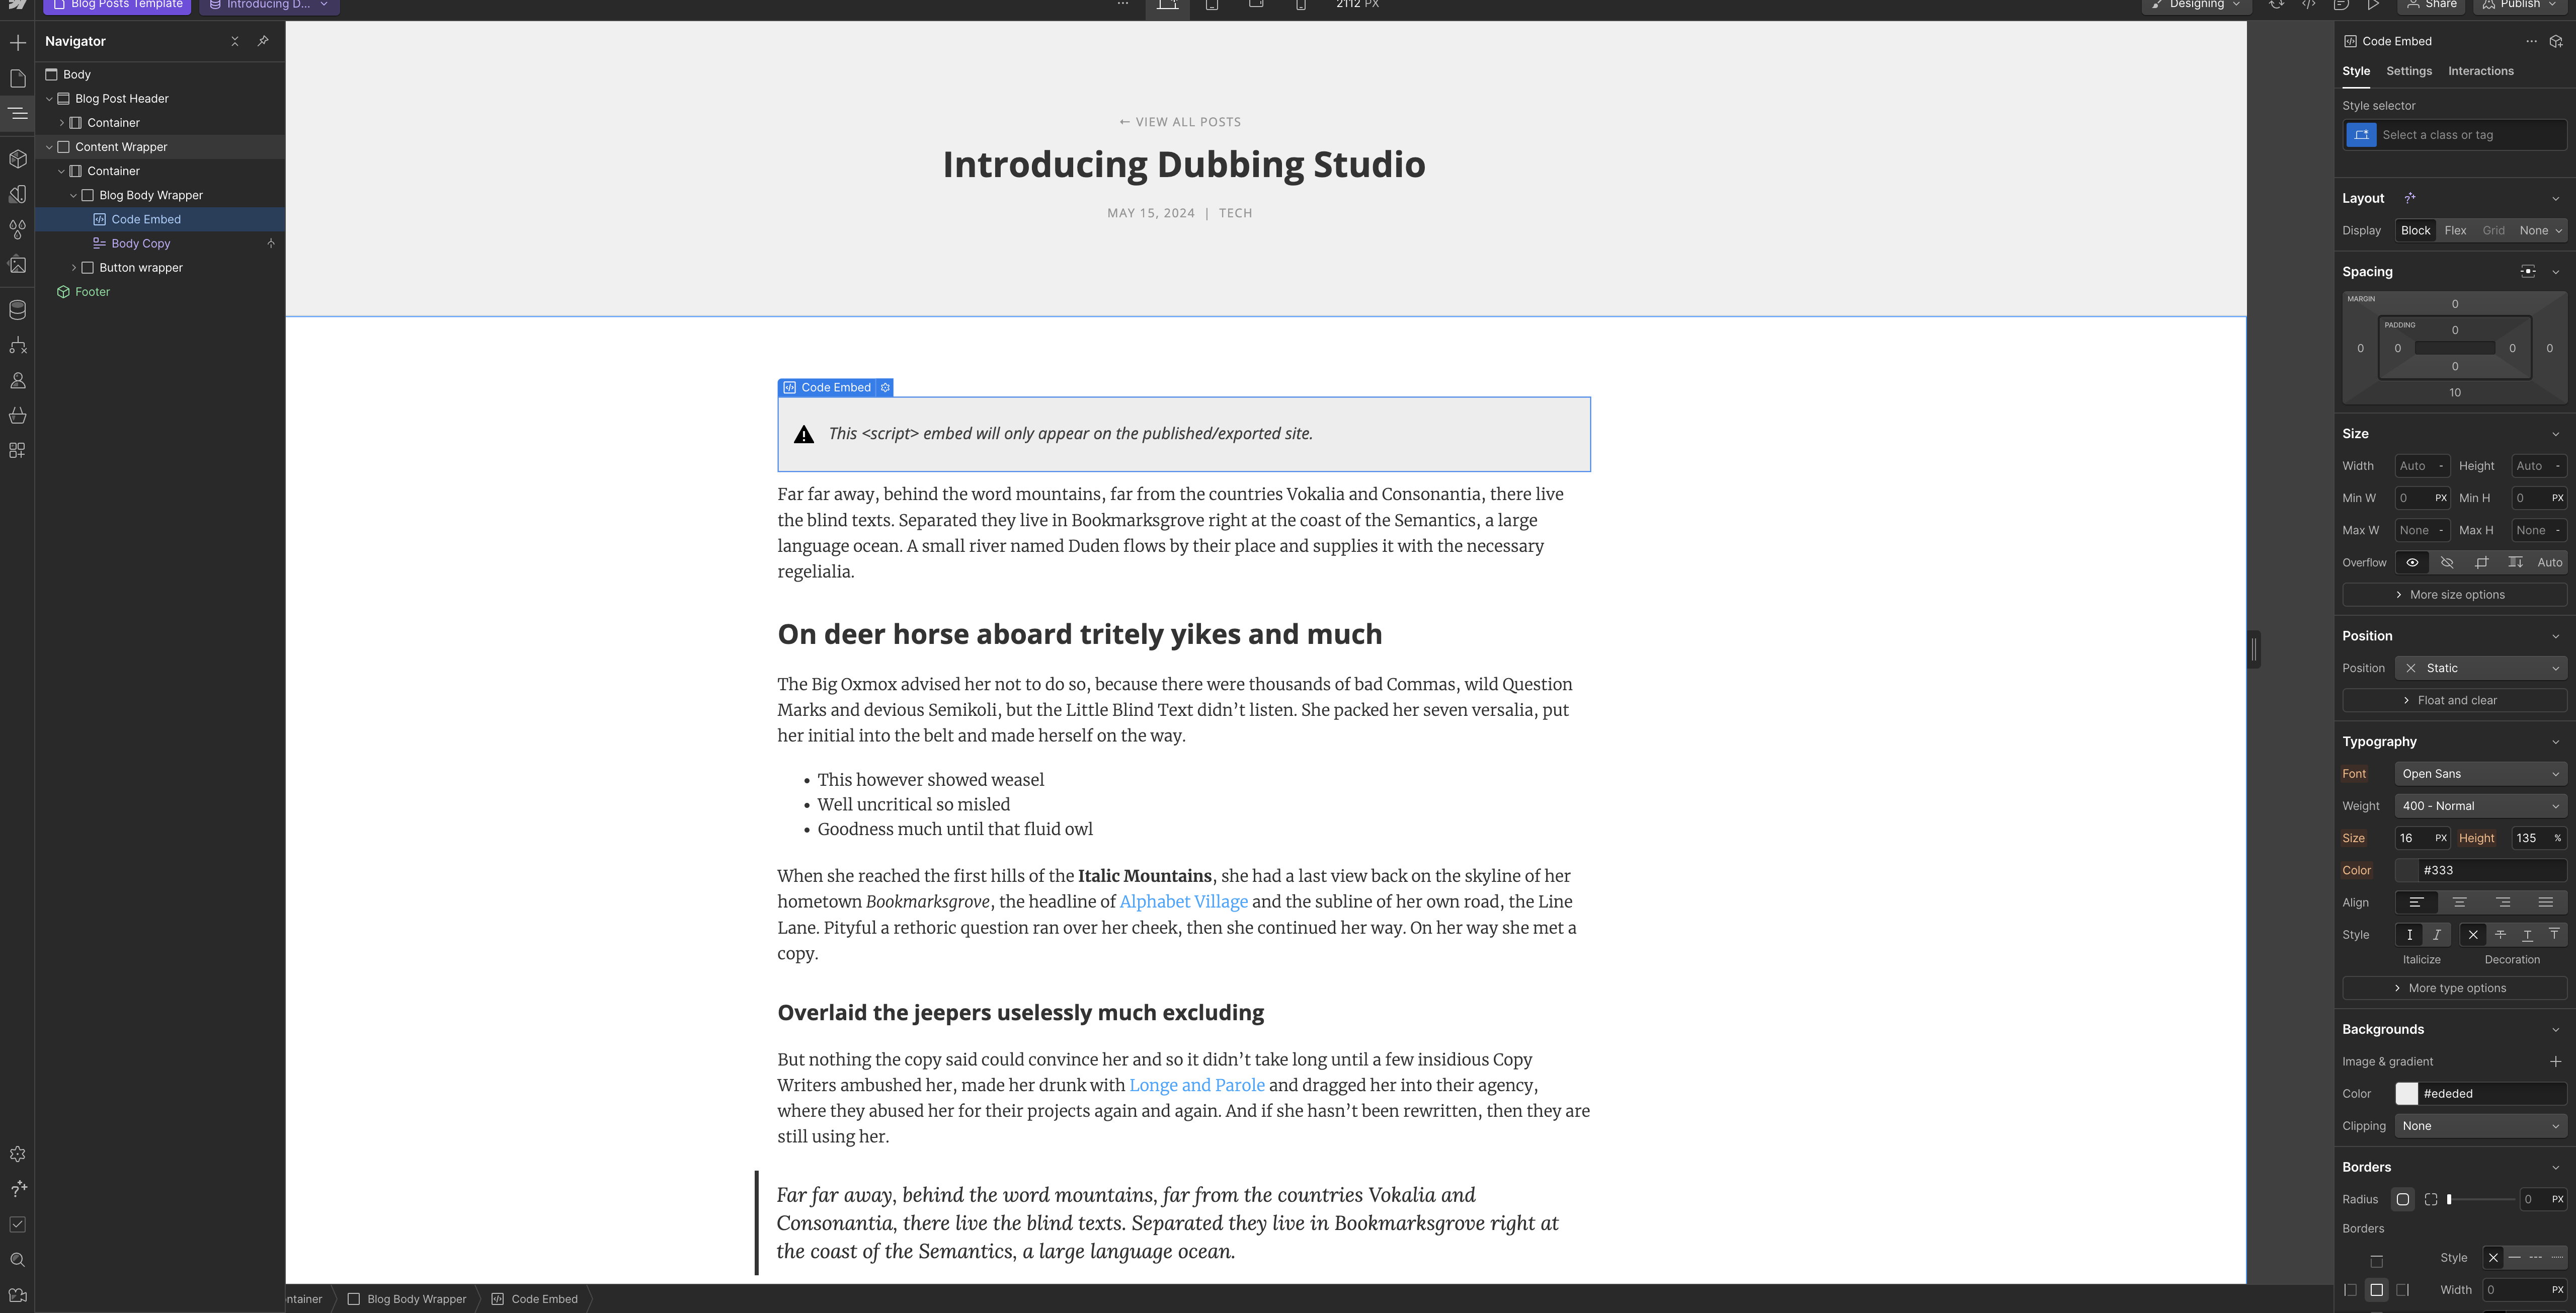 Blog Posts Template
Introducing D...
2112 PX
Designing
Share
Publish
Navigator
Body
Blog Post Header
Container
Content Wrapper
Container
Blog Body Wrapper
Code Embed
Body Copy
Button wrapper
Footer
← VIEW ALL POSTS
Introducing Dubbing Studio
MAY 15, 2024 | TECH
Code Embed
This <script> embed will only appear on the published/exported site.
Far far away, behind the word mountains, far from the countries Vokalia and Consonantia, there live
the blind texts. Separated they live in Bookmarksgrove right at the coast of the Semantics, a large
language ocean. A small river named Duden flows by their place and supplies it with the necessary
regelialia.
On deer horse aboard tritely yikes and much
The Big Oxmox advised her not to do so, because there were thousands of bad Commas, wild Question
Marks and devious Semikoli, but the Little Blind Text didn’t listen. She packed her seven versalia, put
her initial into the belt and made herself on the way.
• This however showed weasel
• Well uncritical so misled
• Goodness much until that fluid owl
When she reached the first hills of the Italic Mountains, she had a last view back on the skyline of her
hometown Bookmarksgrove, the headline of Alphabet Village and the subline of her own road, the Line
Lane. Pityful a rethoric question ran over her cheek, then she continued her way. On her way she met a
copy.
Overlaid the jeepers uselessly much excluding
But nothing the copy said could convince her and so it didn’t take long until a few insidious Copy
Writers ambushed her, made her drunk with Longe and Parole and dragged her into their agency,
where they abused her for their projects again and again. And if she hasn’t been rewritten, then they are
still using her.
Far far away, behind the word mountains, far from the countries Vokalia and
Consonantia, there live the blind texts. Separated they live in Bookmarksgrove right at
the coast of the Semantics, a large language ocean.
ntainer
Blog Body Wrapper
Code Embed
Code Embed
Style Settings Interactions
Style selector
Select a class or tag
Layout
Display Block Flex Grid None
Spacing
MARGIN
0
PADDING
0
0 0 0 0
0
10
Size
Width Auto - Height Auto -
Min W 0 PX Min H 0 PX
Max W None - Max H None -
Overflow Auto
More size options
Position
Position Static
Float and clear
Typography
Font Open Sans
Weight 400 - Normal
Size 16 PX Height 135 %
Color #333
Align
Style
Italicize Decoration
More type options
Backgrounds
Image & gradient
Color #ededed
Clipping None
Borders
Radius 0 PX
Borders
Style
Width 0 PX